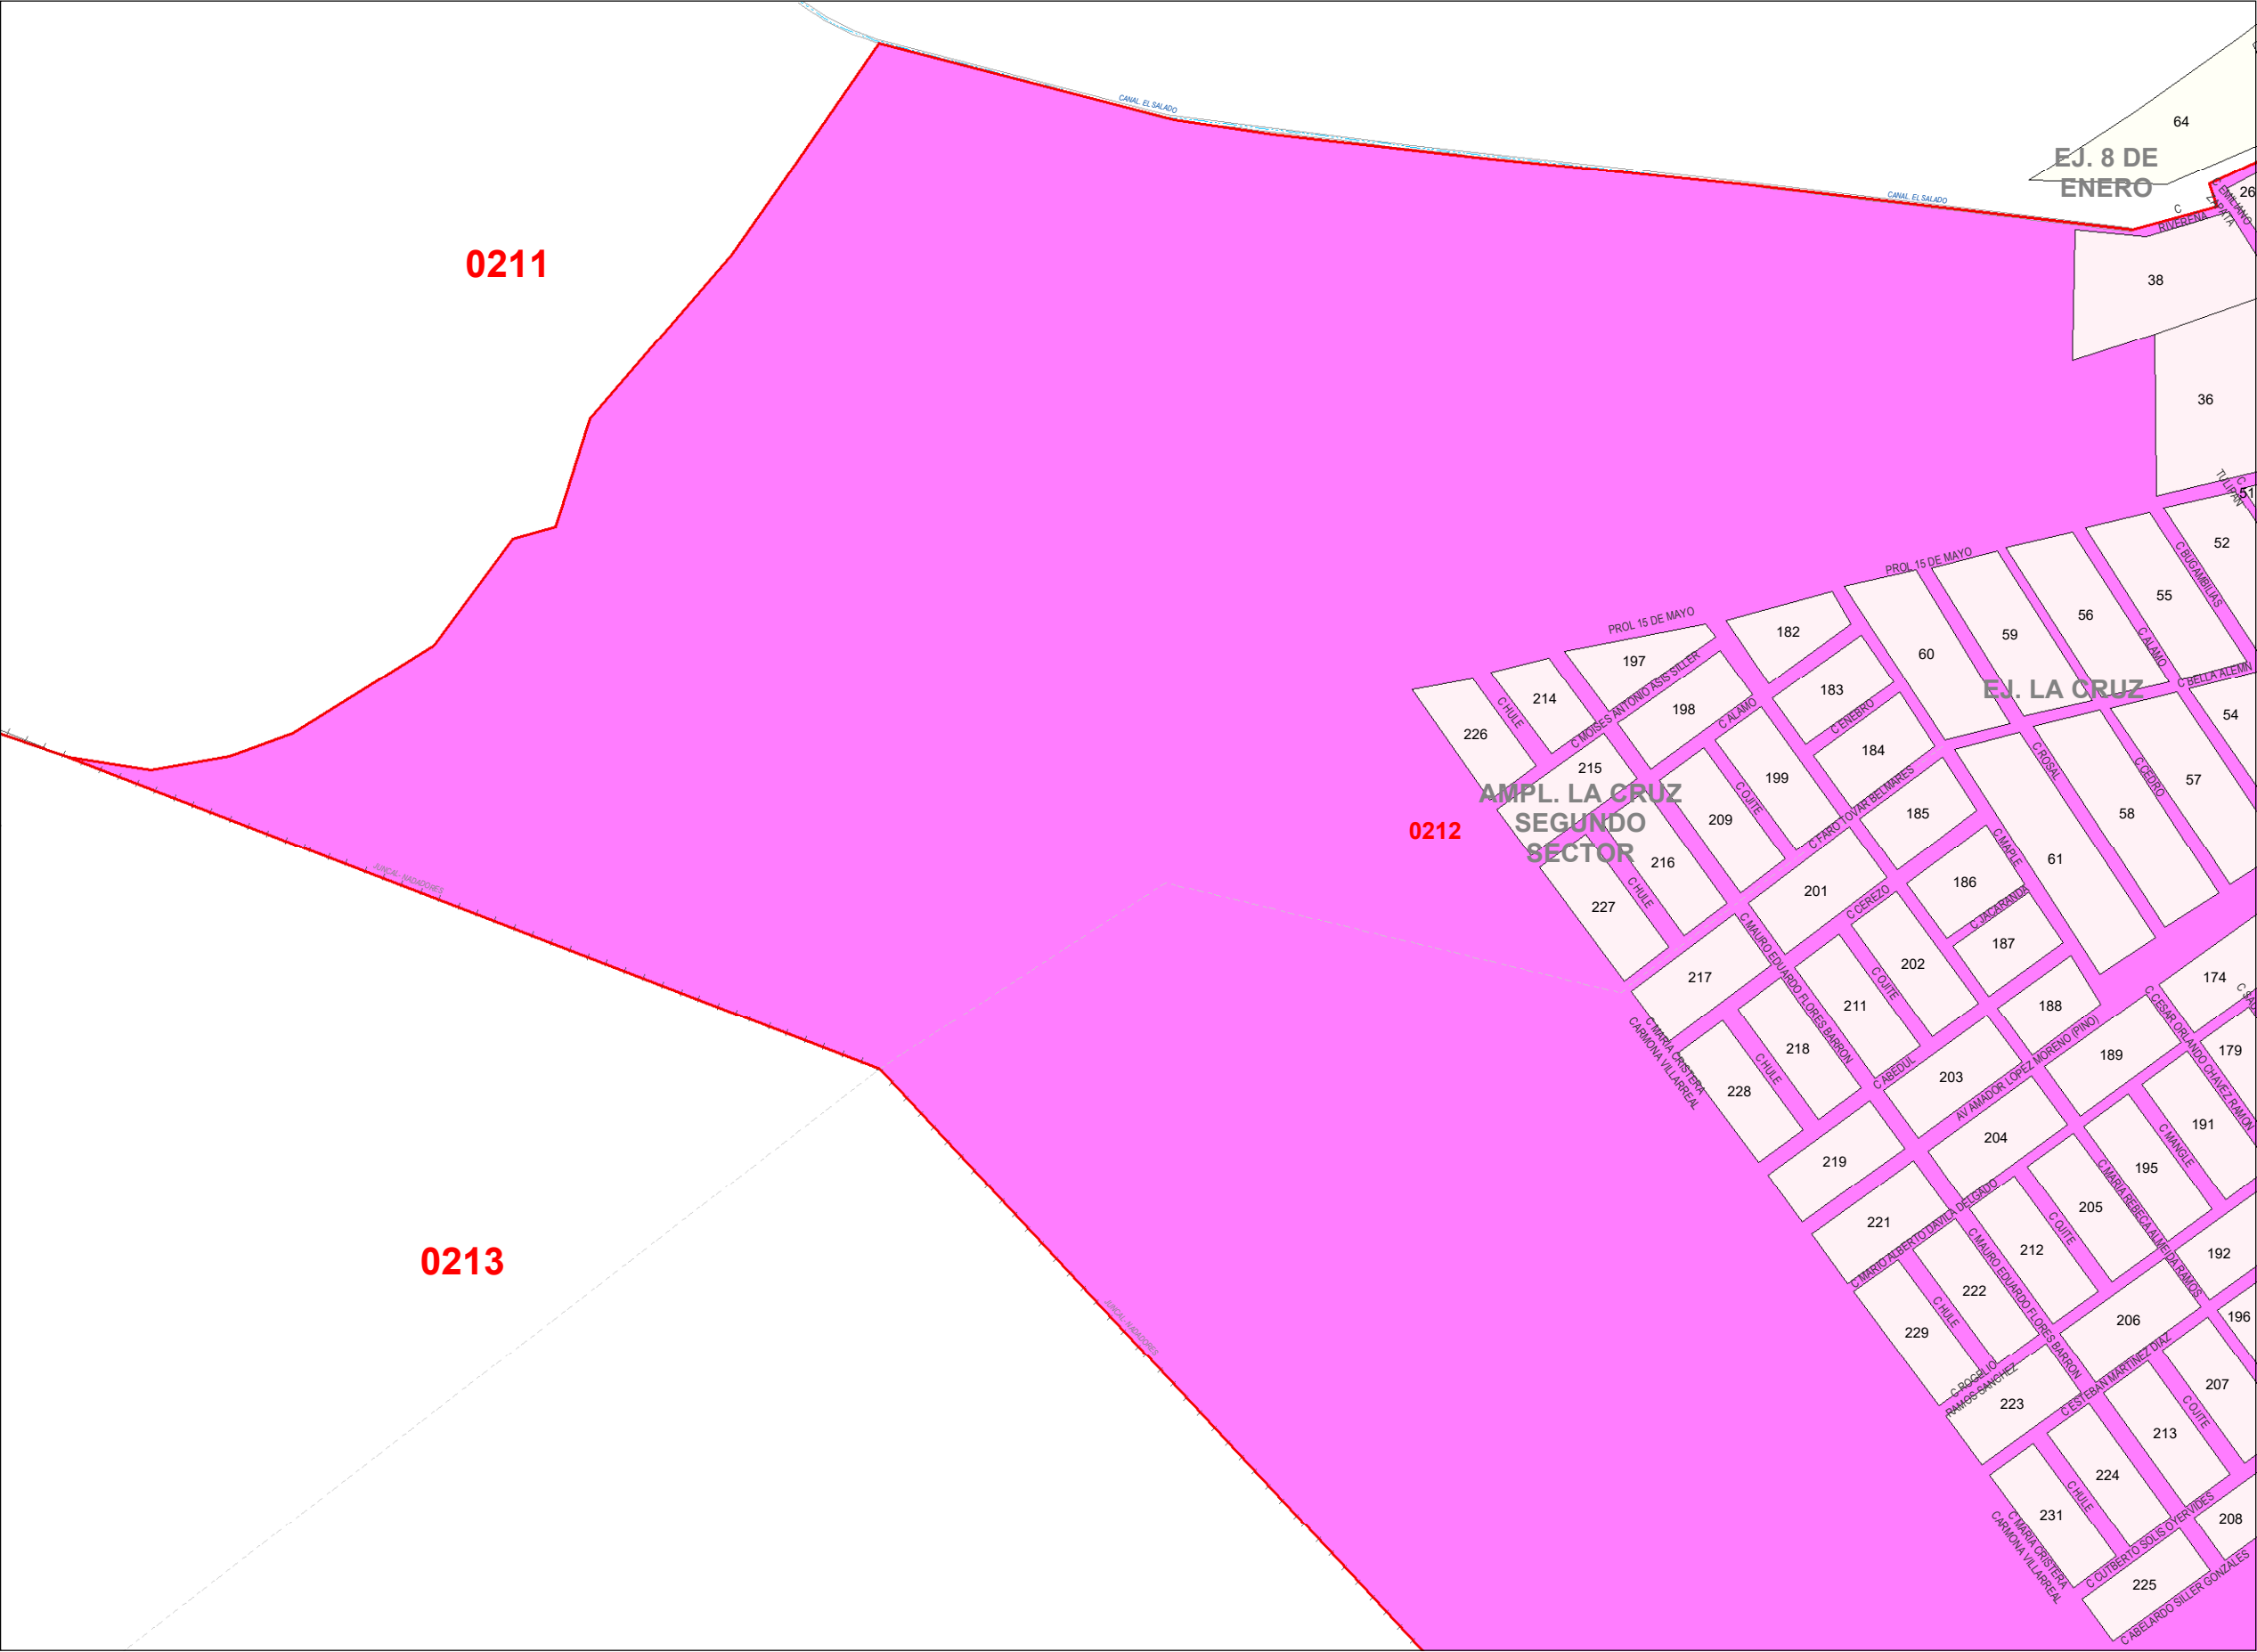 CANAL EL SALADO
64
EJ. 8 DE
ENERO
CANAL EL SALADO
C EMILIANO
ZAPATA
26
C
RIVEREÑA
0211
38
36
C
TULIPAN
51
52
PROL 15 DE MAYO
C BUGAMBILIAS
55
56
59
60
PROL 15 DE MAYO
182
197
C ALAMO
C BELLA ALEMN
EJ. LA CRUZ
183
C MOISES ANTONIO ASIS SILLER
214
C HULE
198
C ALAMO
C ENEBRO
54
226
184
215
199
C OJITE
C ROSAL
C CEDRO
57
AMPL. LA CRUZ
SEGUNDO
SECTOR
0212
209
C FARO TOVAR BELMARES
185
58
C MAPLE
216
61
JUNCAL - NADADORES
C HULE
201
186
C CEREZO
C JACARANDA
227
C MAURO EDUARDO FLORES BARRON
187
202
217
C OJITE
174
211
188
C CESAR ORLANDO CHAVEZ RAMON
C MARIA CRISTERA
CARMONA VILLARREAL
218
C HULE
AV AMADOR LOPEZ MORENO (PINO)
189
179
C ABEDUL
203
228
191
C MANGLE
204
219
195
C MARIA REBECA ALMEIDA RAMOS
205
C OJITE
221
C MARIO ALBERTO DAVILA DELGADO
212
C MAURO EDUARDO FLORES BARRON
192
0213
222
C HULE
JUNCAL - NADADORES
206
196
229
C ROGELIO
RAMOS SANCHEZ
C ESTEBAN MARTINEZ DIAZ
207
223
C OJITE
213
224
C HULE
231
C MARIA CRISTERA
CARMONA VILLARREAL
C CUTBERTO SOLIS OYERVIDES
208
225
C ABELARDO SILLER GONZALES